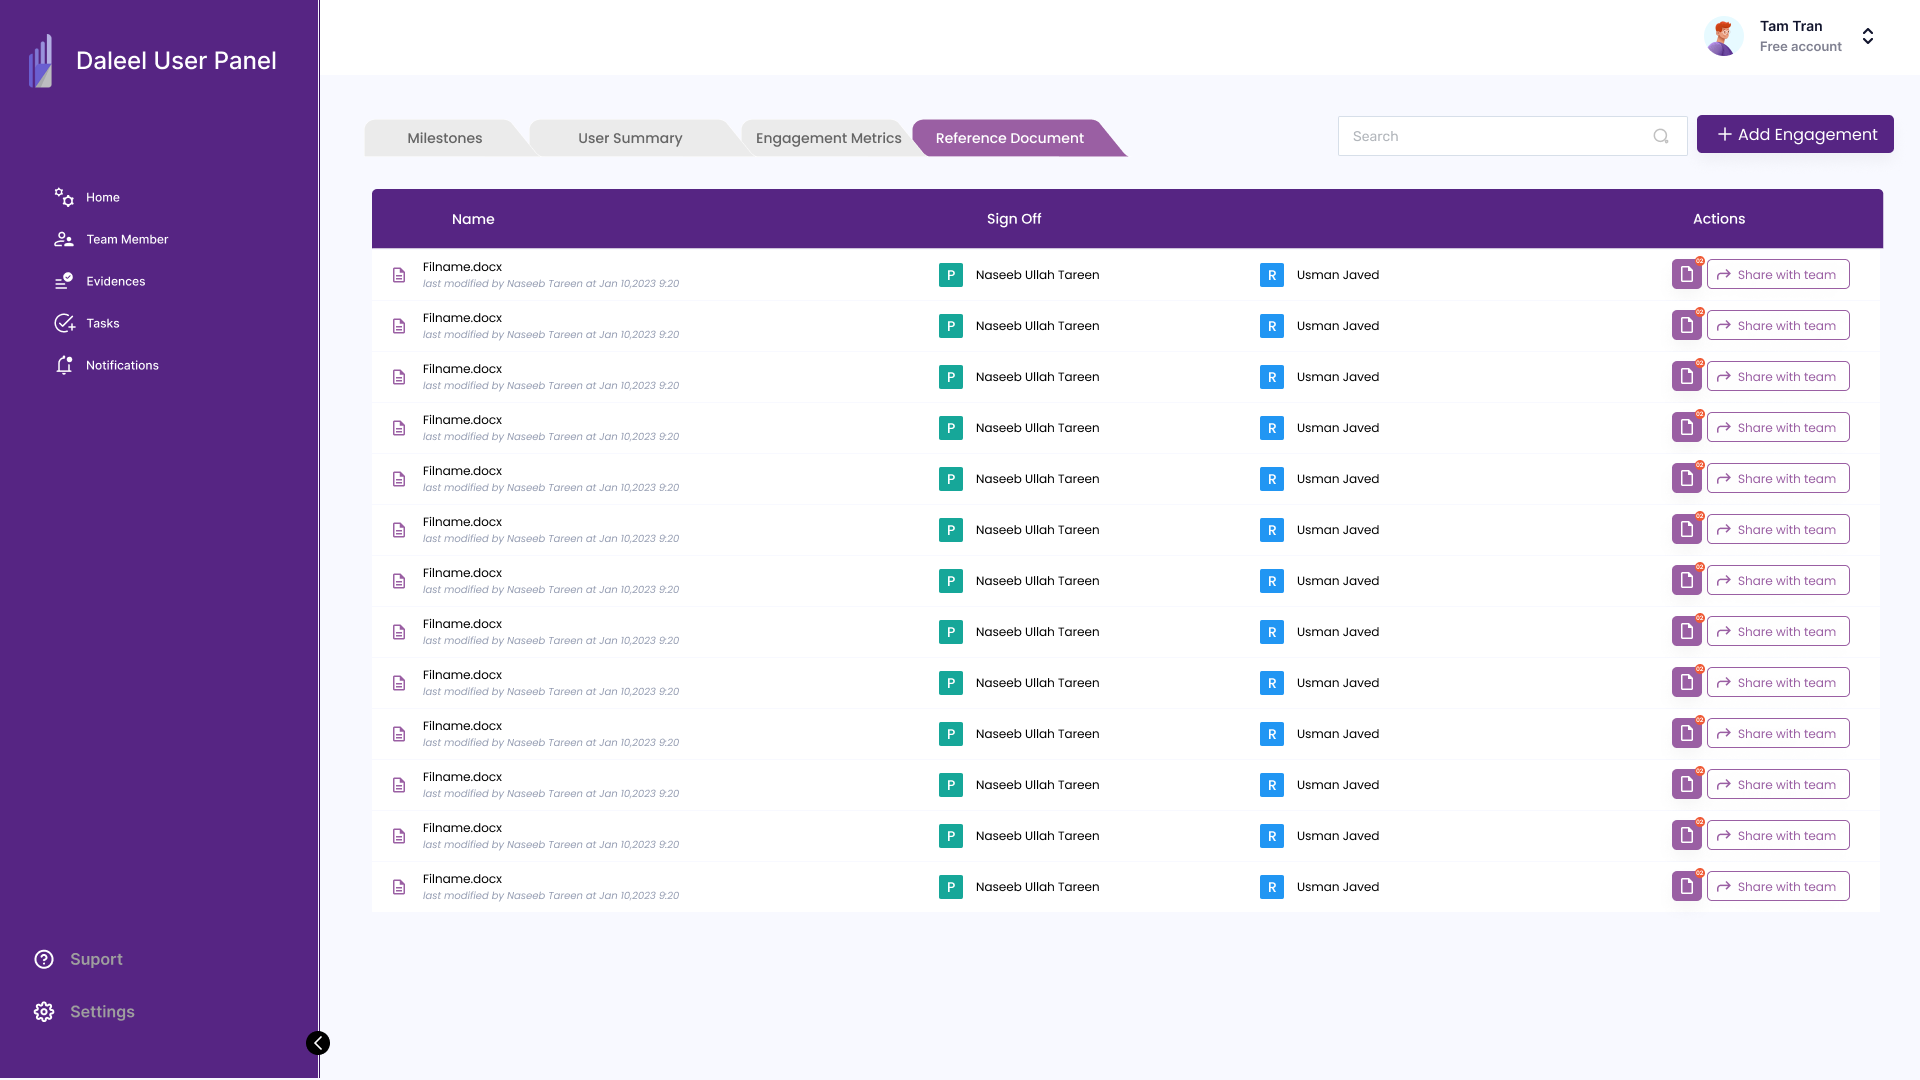 Daleel User Panel
Tam Tran
Free account
Home
Team Member
Evidences
Tasks
Notifications
Suport
Settings
Milestones
User Summary
Engagement Metrics
Reference Document
Search
Add Engagement
Name Sign Off Actions
Filname.docx
last modified by Naseeb Tareen at Jan 10,2023 9:20
P Naseeb Ullah Tareen R Usman Javed 02 Share with team
Filname.docx
last modified by Naseeb Tareen at Jan 10,2023 9:20
P Naseeb Ullah Tareen R Usman Javed 02 Share with team
Filname.docx
last modified by Naseeb Tareen at Jan 10,2023 9:20
P Naseeb Ullah Tareen R Usman Javed 02 Share with team
Filname.docx
last modified by Naseeb Tareen at Jan 10,2023 9:20
P Naseeb Ullah Tareen R Usman Javed 02 Share with team
Filname.docx
last modified by Naseeb Tareen at Jan 10,2023 9:20
P Naseeb Ullah Tareen R Usman Javed 02 Share with team
Filname.docx
last modified by Naseeb Tareen at Jan 10,2023 9:20
P Naseeb Ullah Tareen R Usman Javed 02 Share with team
Filname.docx
last modified by Naseeb Tareen at Jan 10,2023 9:20
P Naseeb Ullah Tareen R Usman Javed 02 Share with team
Filname.docx
last modified by Naseeb Tareen at Jan 10,2023 9:20
P Naseeb Ullah Tareen R Usman Javed 02 Share with team
Filname.docx
last modified by Naseeb Tareen at Jan 10,2023 9:20
P Naseeb Ullah Tareen R Usman Javed 02 Share with team
Filname.docx
last modified by Naseeb Tareen at Jan 10,2023 9:20
P Naseeb Ullah Tareen R Usman Javed 02 Share with team
Filname.docx
last modified by Naseeb Tareen at Jan 10,2023 9:20
P Naseeb Ullah Tareen R Usman Javed 02 Share with team
Filname.docx
last modified by Naseeb Tareen at Jan 10,2023 9:20
P Naseeb Ullah Tareen R Usman Javed 02 Share with team
Filname.docx
last modified by Naseeb Tareen at Jan 10,2023 9:20
P Naseeb Ullah Tareen R Usman Javed 02 Share with team